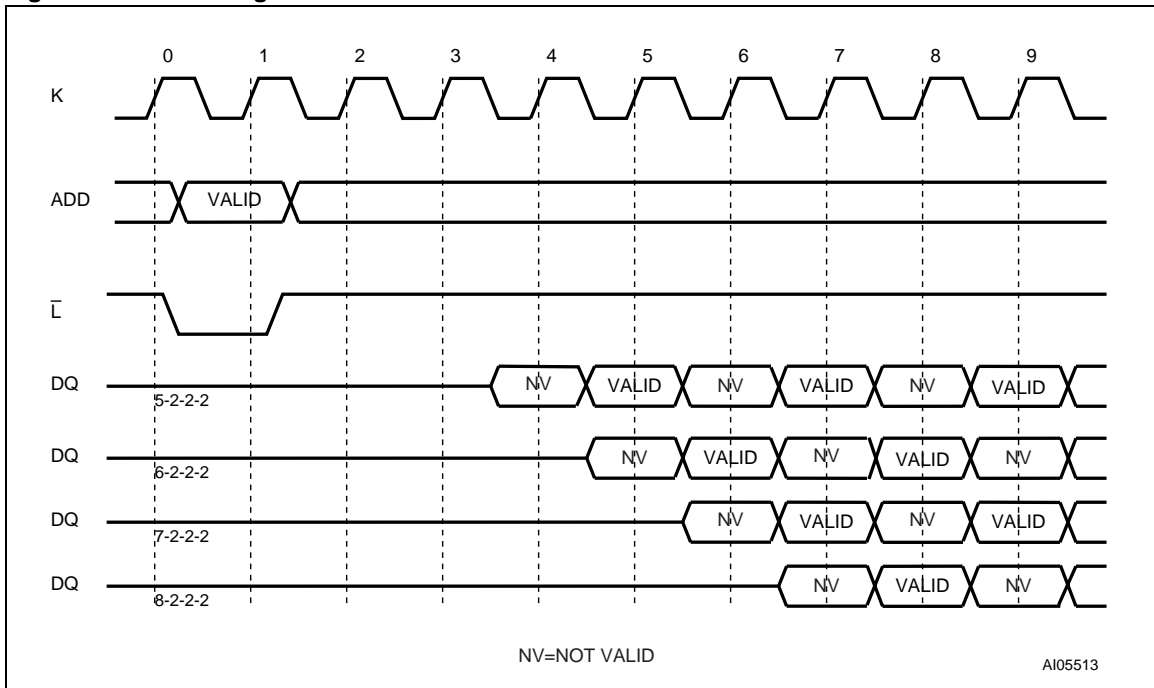 0 1 2 3 4 5 6 7 8 9
K
ADD VALID
L̅
DQ NV VALID NV VALID NV VALID
5-2-2-2
DQ NV VALID NV VALID NV
6-2-2-2
DQ NV VALID NV VALID
7-2-2-2
DQ NV VALID NV
8-2-2-2
NV=NOT VALID
AI05513